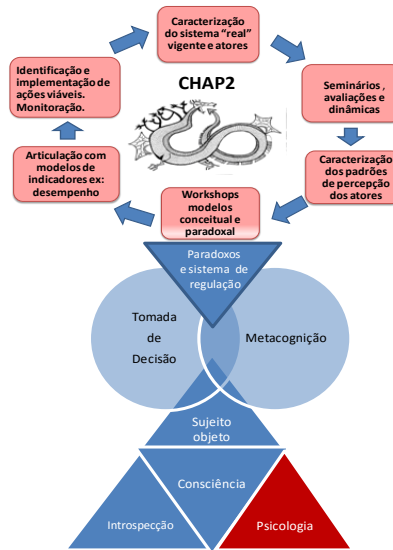 Caracterização
do sistema “real”
vigente e atores
Identificação e
implementação de
ações viáveis.
Monitoração.
CHAP2
Seminários ,
avaliações e
dinâmicas
Articulação com
modelos de
indicadores ex:
desempenho
Caracterização
dos padrões
de percepção
dos atores
Workshops
modelos
conceitual e
paradoxal
Paradoxos
e sistema de
regulação
Tomada
de
Decisão
Metacognição
Sujeito
objeto
Consciência
Introspecção
Psicologia